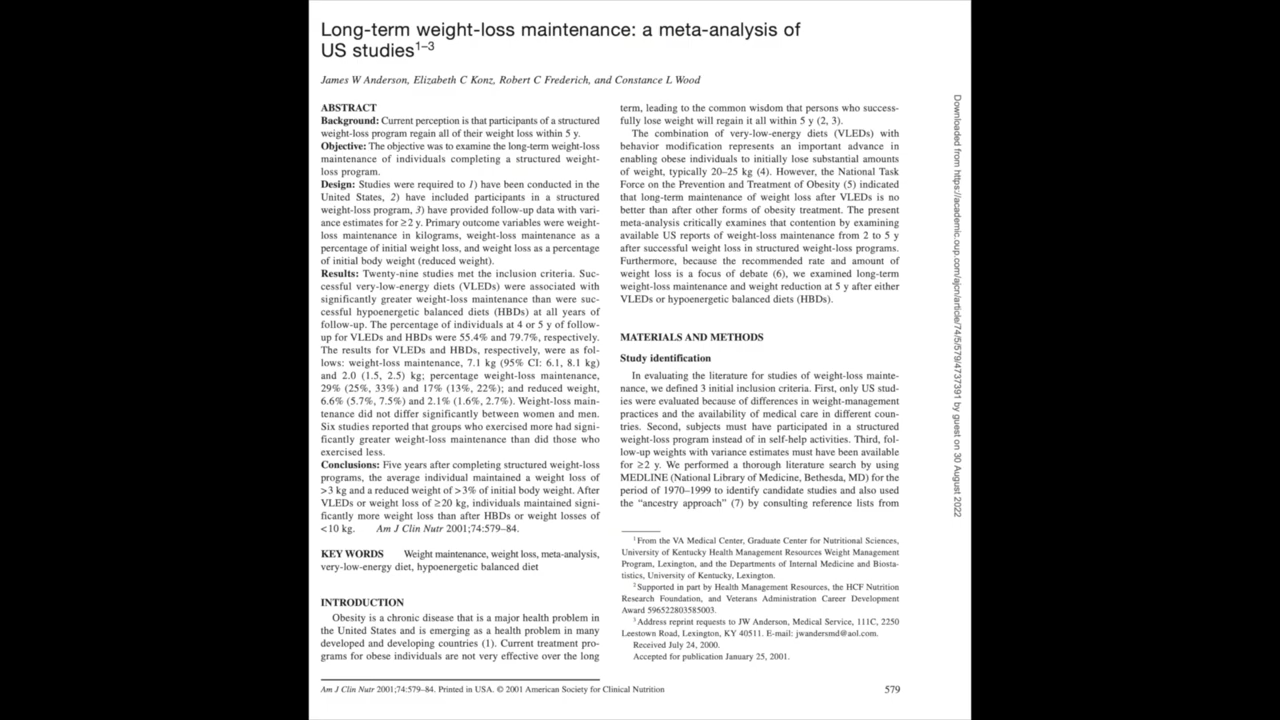 Long-term weight-loss maintenance: a meta-analysis of
US studies1–3
James W Anderson, Elizabeth C Konz, Robert C Frederich, and Constance L Wood
ABSTRACT
Background: Current perception is that participants of a structured
weight-loss program regain all of their weight loss within 5 y.
Objective: The objective was to examine the long-term weight-loss
maintenance of individuals completing a structured weight-
loss program.
Design: Studies were required to 1) have been conducted in the
United States, 2) have included participants in a structured
weight-loss program, 3) have provided follow-up data with vari-
ance estimates for ≥2 y. Primary outcome variables were weight-
loss maintenance in kilograms, weight-loss maintenance as a
percentage of initial weight loss, and weight loss as a percentage
of initial body weight (reduced weight).
Results: Twenty-nine studies met the inclusion criteria. Suc-
cessful very-low-energy diets (VLEDs) were associated with
significantly greater weight-loss maintenance than were suc-
cessful hypoenergetic balanced diets (HBDs) at all years of
follow-up. The percentage of individuals at 4 or 5 y of follow-
up for VLEDs and HBDs were 55.4% and 79.7%, respectively.
The results for VLEDs and HBDs, respectively, were as fol-
lows: weight-loss maintenance, 7.1 kg (95% CI: 6.1, 8.1 kg)
and 2.0 (1.5, 2.5) kg; percentage weight-loss maintenance,
29% (25%, 33%) and 17% (13%, 22%); and reduced weight,
6.6% (5.7%, 7.5%) and 2.1% (1.6%, 2.7%). Weight-loss main-
tenance did not differ significantly between women and men.
Six studies reported that groups who exercised more had signi-
ficantly greater weight-loss maintenance than did those who
exercised less.
Conclusions: Five years after completing structured weight-loss
programs, the average individual maintained a weight loss of
>3 kg and a reduced weight of >3% of initial body weight. After
VLEDs or weight loss of ≥20 kg, individuals maintained signi-
ficantly more weight loss than after HBDs or weight losses of
<10 kg. Am J Clin Nutr 2001;74:579–84.
KEY WORDS Weight maintenance, weight loss, meta-analysis,
very-low-energy diet, hypoenergetic balanced diet
INTRODUCTION
Obesity is a chronic disease that is a major health problem in
the United States and is emerging as a health problem in many
developed and developing countries (1). Current treatment pro-
grams for obese individuals are not very effective over the long
term, leading to the common wisdom that persons who success-
fully lose weight will regain it all within 5 y (2, 3).
The combination of very-low-energy diets (VLEDs) with
behavior modification represents an important advance in
enabling obese individuals to initially lose substantial amounts
of weight, typically 20–25 kg (4). However, the National Task
Force on the Prevention and Treatment of Obesity (5) indicated
that long-term maintenance of weight loss after VLEDs is no
better than after other forms of obesity treatment. The present
meta-analysis critically examines that contention by examining
available US reports of weight-loss maintenance from 2 to 5 y
after successful weight loss in structured weight-loss programs.
Furthermore, because the recommended rate and amount of
weight loss is a focus of debate (6), we examined long-term
weight-loss maintenance and weight reduction at 5 y after either
VLEDs or hypoenergetic balanced diets (HBDs).
MATERIALS AND METHODS
Study identification
In evaluating the literature for studies of weight-loss mainte-
nance, we defined 3 initial inclusion criteria. First, only US stud-
ies were evaluated because of differences in weight-management
practices and the availability of medical care in different coun-
tries. Second, subjects must have participated in a structured
weight-loss program instead of in self-help activities. Third, fol-
low-up weights with variance estimates must have been available
for ≥2 y. We performed a thorough literature search by using
MEDLINE (National Library of Medicine, Bethesda, MD) for the
period of 1970–1999 to identify candidate studies and also used
the “ancestry approach” (7) by consulting reference lists from
1From the VA Medical Center, Graduate Center for Nutritional Sciences,
University of Kentucky Health Management Resources Weight Management
Program, Lexington, and the Departments of Internal Medicine and Biosta-
tistics, University of Kentucky, Lexington.
2Supported in part by Health Management Resources, the HCF Nutrition
Research Foundation, and Veterans Administration Career Development
Award 596522803585003.
3Address reprint requests to JW Anderson, Medical Service, 111C, 2250
Leestown Road, Lexington, KY 40511. E-mail: jwandersmd@aol.com.
Received July 24, 2000.
Accepted for publication January 25, 2001.
Am J Clin Nutr 2001;74:579–84. Printed in USA. © 2001 American Society for Clinical Nutrition
579
Downloaded from https://academic.oup.com/ajcn/article/74/5/579/4737391 by guest on 30 August 2022